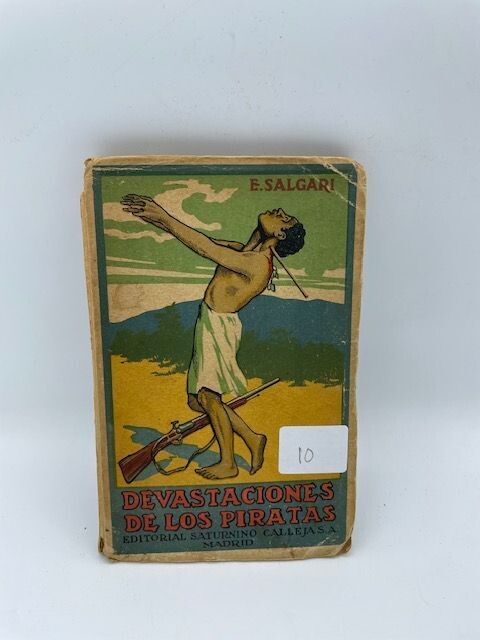 E. SALGARI
10
DEVASTACIONES
DE LOS PIRATAS
EDITORIAL SATURNINO CALLEJA S.A.
MADRID